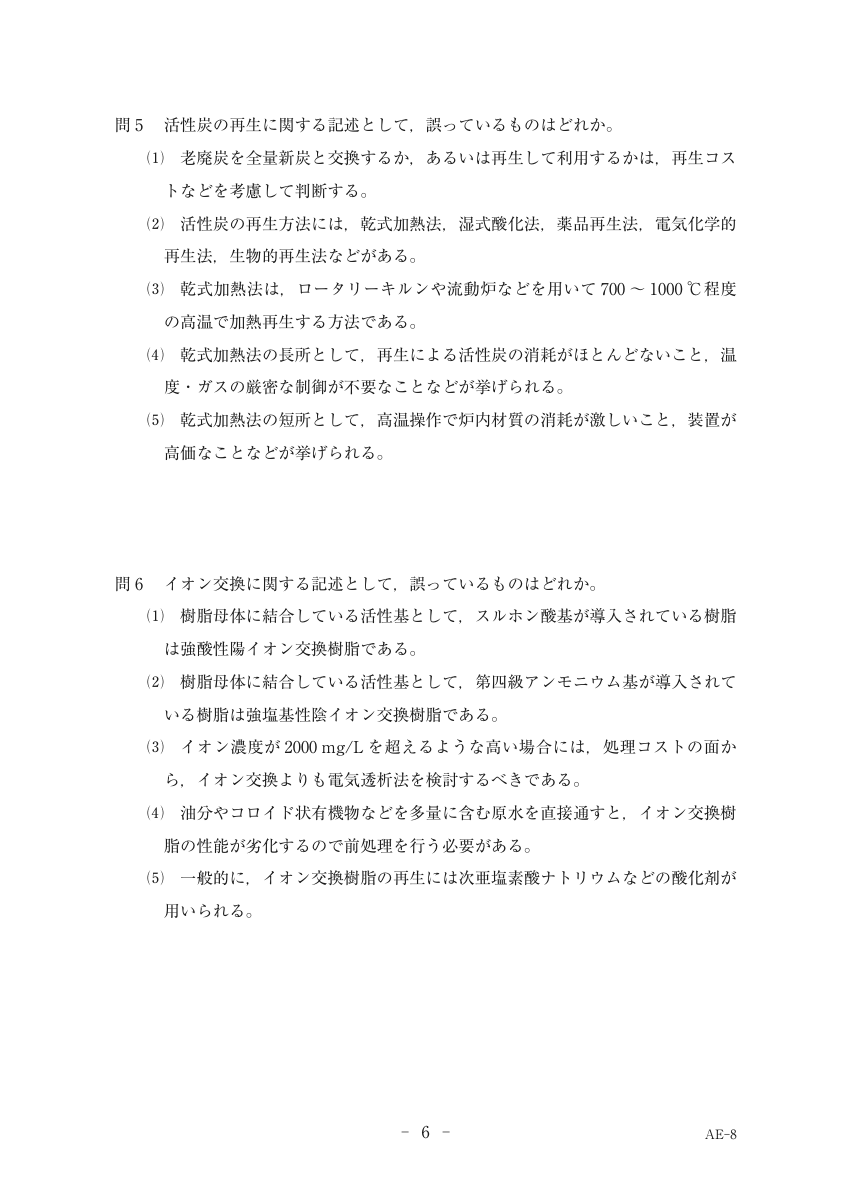 問5　活性炭の再生に関する記述として，誤っているものはどれか。
⑴　老廃炭を全量新炭と交換するか，あるいは再生して利用するかは，再生コス
トなどを考慮して判断する。
⑵　活性炭の再生方法には，乾式加熱法，湿式酸化法，薬品再生法，電気化学的
再生法，生物的再生法などがある。
⑶　乾式加熱法は，ロータリーキルンや流動炉などを用いて 700 ～ 1000 ℃程度
の高温で加熱再生する方法である。
⑷　乾式加熱法の長所として，再生による活性炭の消耗がほとんどないこと，温
度・ガスの厳密な制御が不要なことなどが挙げられる。
⑸　乾式加熱法の短所として，高温操作で炉内材質の消耗が激しいこと，装置が
高価なことなどが挙げられる。
問6　イオン交換に関する記述として，誤っているものはどれか。
⑴　樹脂母体に結合している活性基として，スルホン酸基が導入されている樹脂
は強酸性陽イオン交換樹脂である。
⑵　樹脂母体に結合している活性基として，第四級アンモニウム基が導入されて
いる樹脂は強塩基性陰イオン交換樹脂である。
⑶　イオン濃度が 2000 mg/L を超えるような高い場合には，処理コストの面か
ら，イオン交換よりも電気透析法を検討するべきである。
⑷　油分やコロイド状有機物などを多量に含む原水を直接通すと，イオン交換樹
脂の性能が劣化するので前処理を行う必要がある。
⑸　一般的に，イオン交換樹脂の再生には次亜塩素酸ナトリウムなどの酸化剤が
用いられる。
- 6 -
AE-8